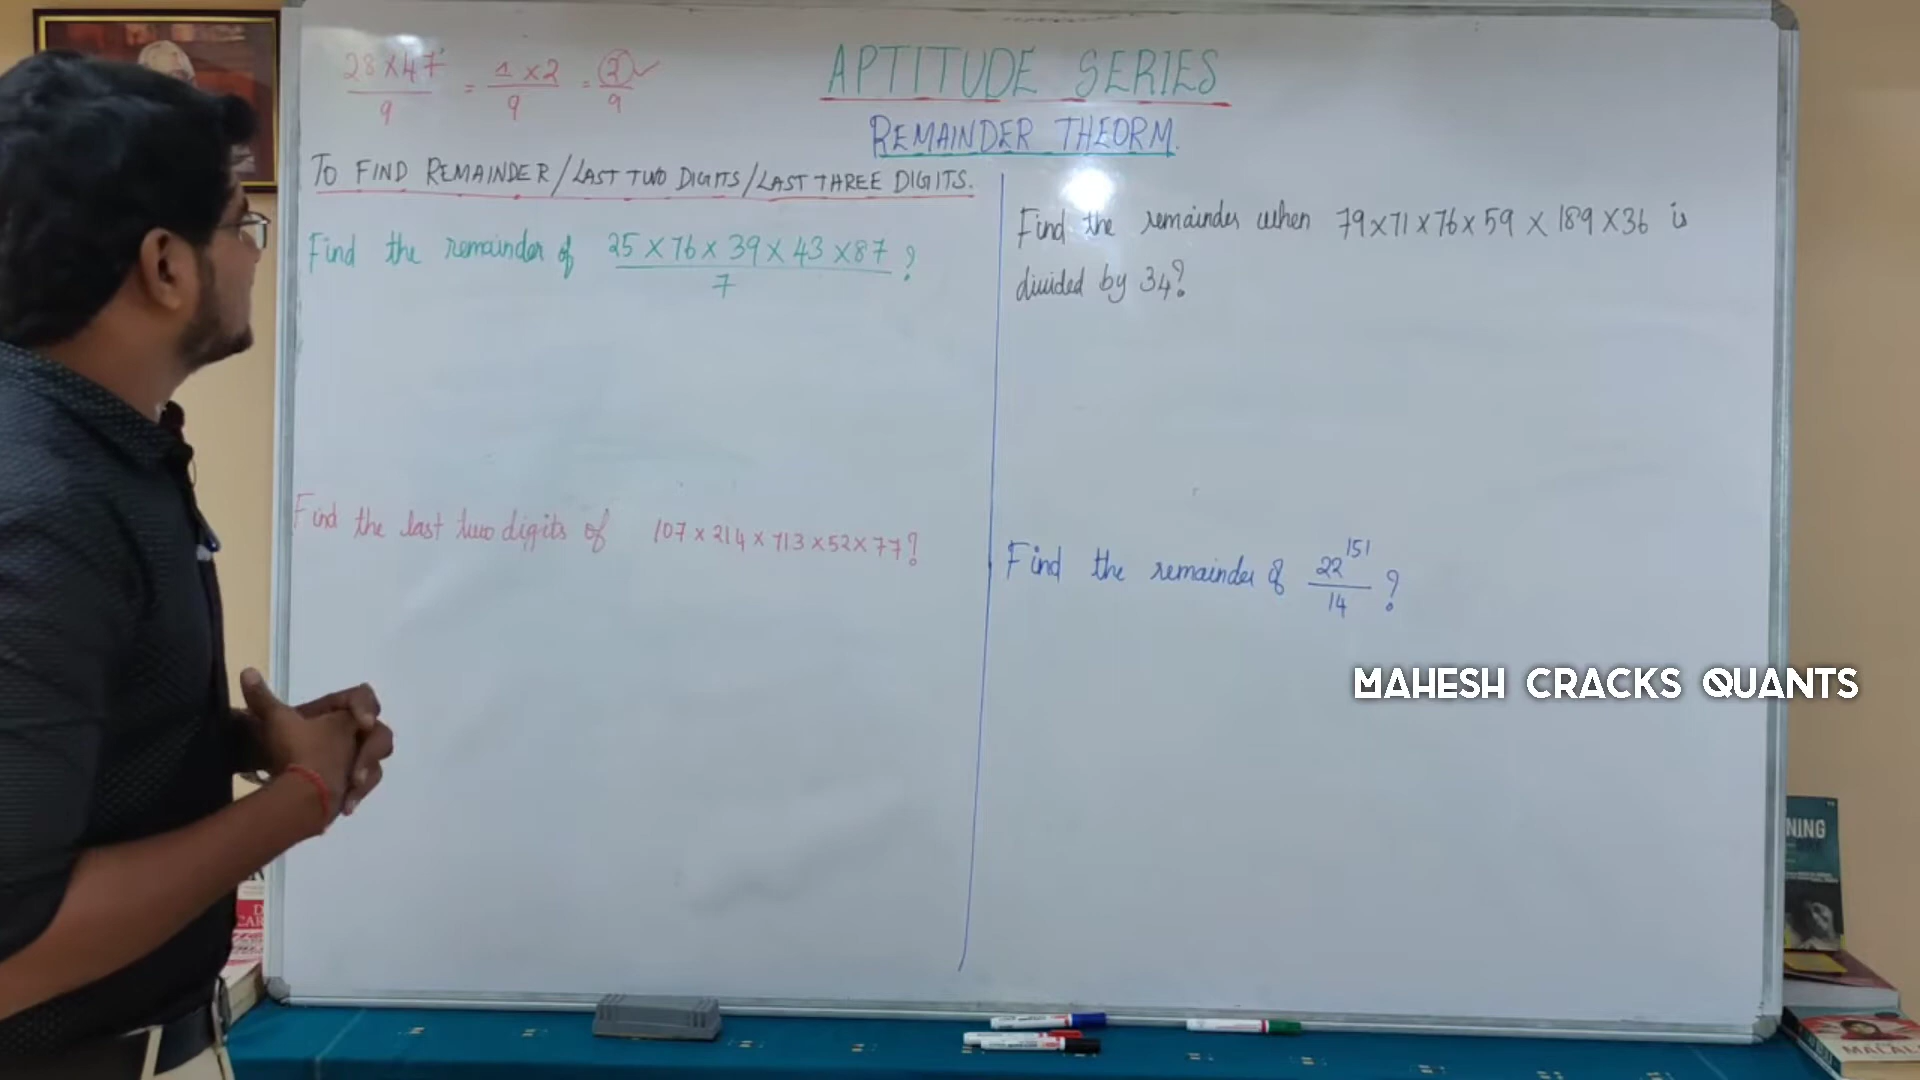 APTITUDE SERIES
REMAINDER THEORM.
28×47/9 = 1×2/9 = 2/9 ✓
TO FIND REMAINDER/LAST TWO DIGITS/LAST THREE DIGITS.
Find the remainder of 25×76×39×43×87/7 ?
Find the last two digits of 107×214×713×52×77?
Find the remainder when 79×71×76×59×189×36 is
divided by 34?
Find the remainder of 22^151/14 ?
MAHESH CRACKS QUANTS
NING